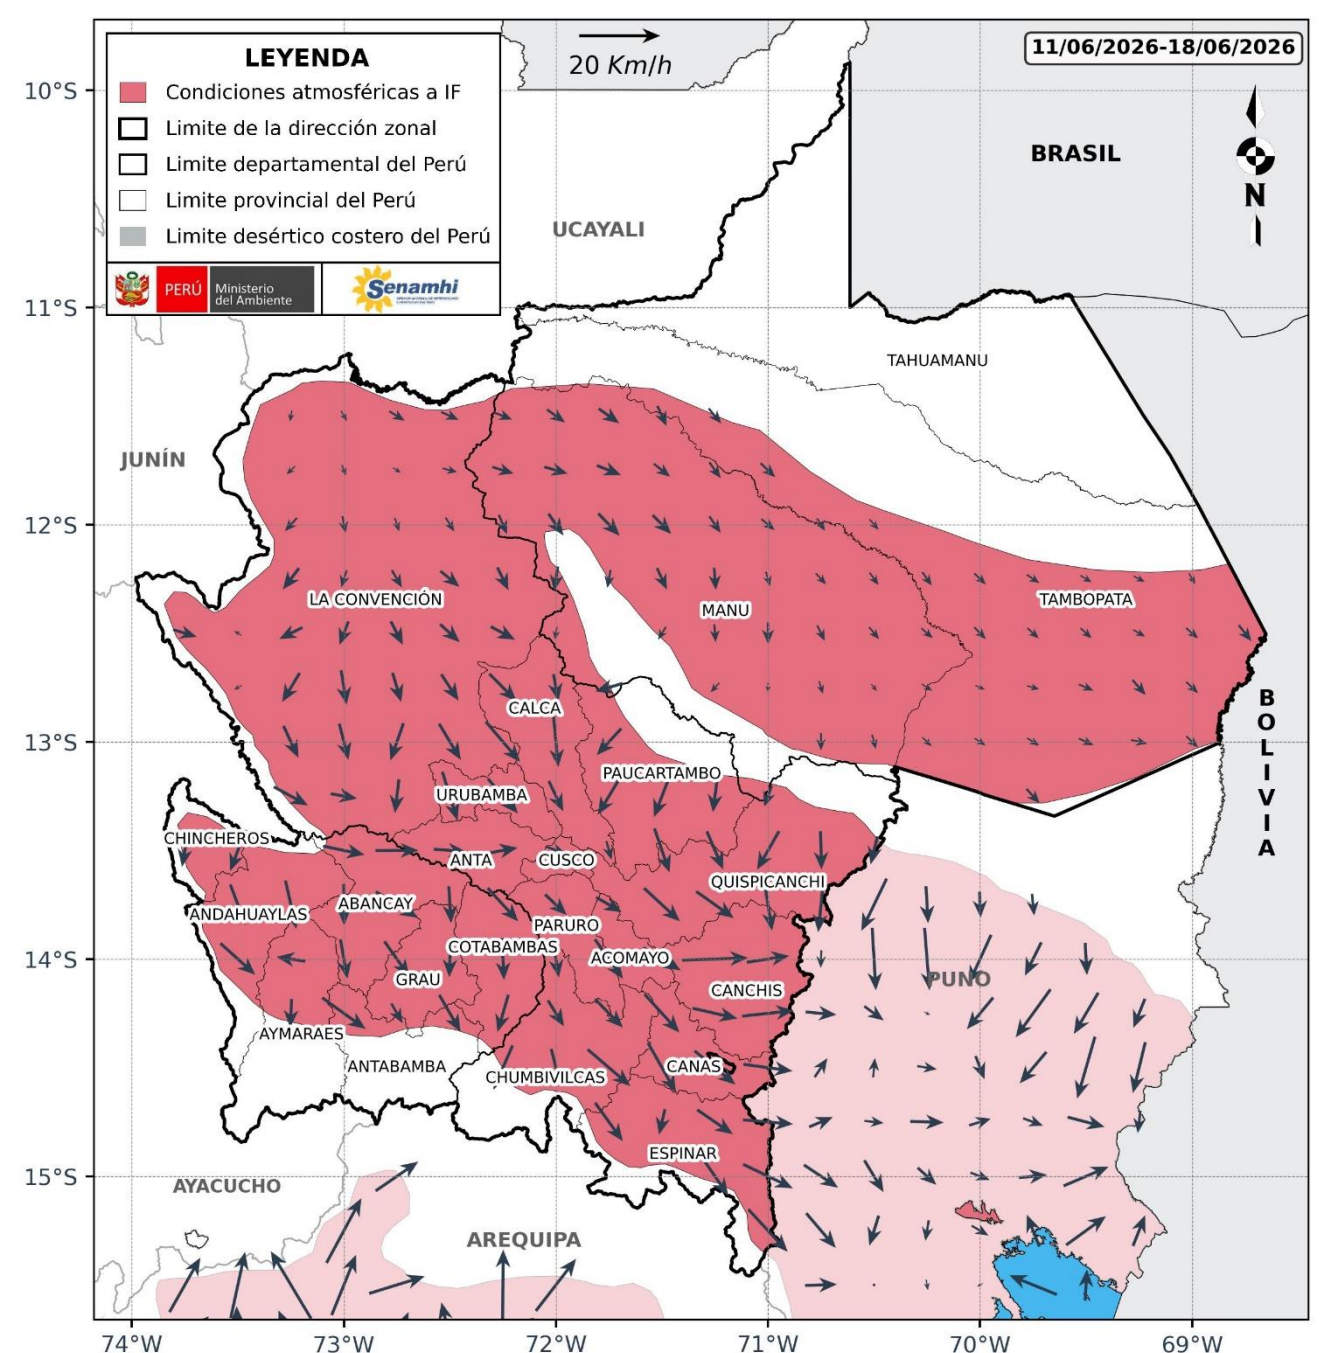 LEYENDA
Condiciones atmosféricas a IF
Limite de la dirección zonal
Limite departamental del Perú
Limite provincial del Perú
Limite desértico costero del Perú
PERÚ
Ministerio
del Ambiente
Senamhi
20 Km/h
11/06/2026-18/06/2026
BRASIL
N
UCAYALI
TAHUAMANU
JUNÍN
LA CONVENCIÓN
MANU
TAMBOPATA
BOLIVIA
CALCA
PAUCARTAMBO
URUBAMBA
CHINCHEROS
ANTA
CUSCO
QUISPICANCHI
ANDAHUAYLAS
ABANCAY
PARURO
COTABAMBAS
ACOMAYO
GRAU
CANCHIS
PUNO
AYMARAES
ANTABAMBA
CHUMBIVILCAS
CANAS
ESPINAR
AYACUCHO
AREQUIPA
10°S
11°S
12°S
13°S
14°S
15°S
74°W
73°W
72°W
71°W
70°W
69°W